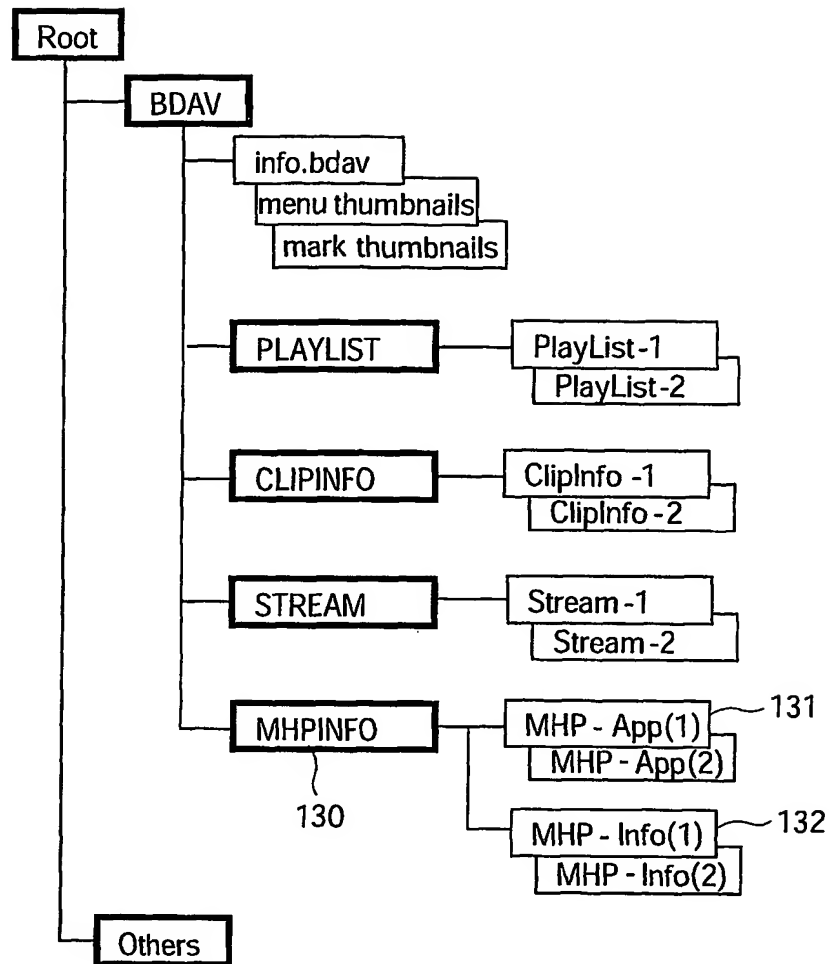 Root
BDAV
info.bdav
menu thumbnails
mark thumbnails
PLAYLIST
PlayList-1
PlayList-2
CLIPINFO
ClipInfo -1
ClipInfo -2
STREAM
Stream -1
Stream -2
MHPINFO
130
MHP - App(1)
131
MHP - App(2)
MHP - Info(1)
132
MHP - Info(2)
Others